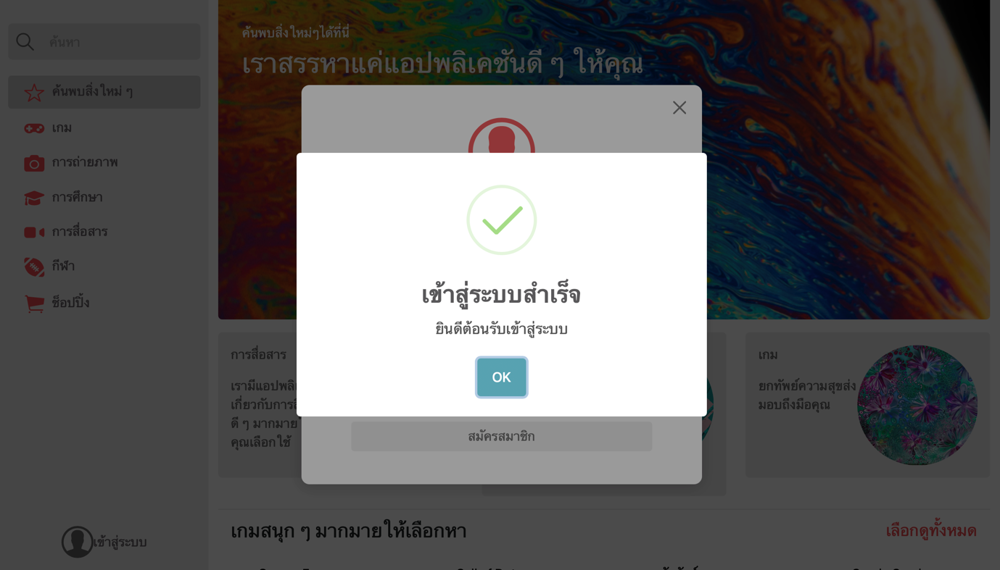 ค้นหา
ค้นพบสิ่งใหม่ ๆ
เกม
การถ่ายภาพ
การศึกษา
การสื่อสาร
กีฬา
ช็อปปิ้ง
เข้าสู่ระบบ
ค้นพบสิ่งใหม่ๆได้ที่นี่
เราสรรหาแค่แอปพลิเคชันดี ๆ ให้คุณ
เข้าสู่ระบบสำเร็จ
ยินดีต้อนรับเข้าสู่ระบบ
OK
สมัครสมาชิก
การสื่อสาร
เรามีแอปพลิ
เกี่ยวกับการ
ดี ๆ มากมาย
คุณเลือกใช้
เกม
ยกทัพย์ความสุขส่ง
มอบถึงมือคุณ
เกมสนุก ๆ มากมายให้เลือกหา
เลือกดูทั้งหมด